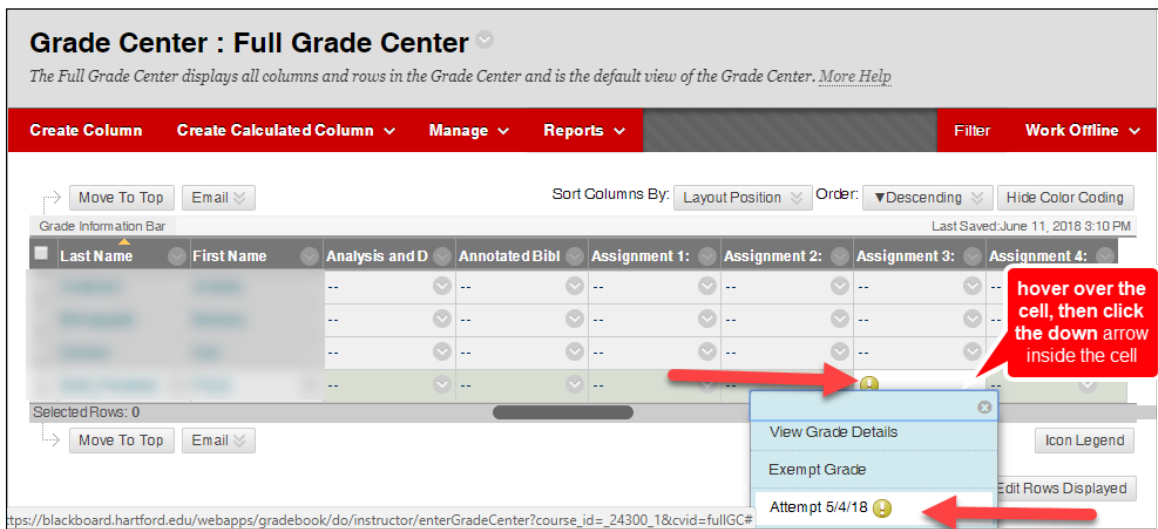 Grade Center : Full Grade Center
The Full Grade Center displays all columns and rows in the Grade Center and is the default view of the Grade Center. More Help
Create Column Create Calculated Column Manage Reports Filter Work Offline
Move To Top Email Sort Columns By: Layout Position Order: ▼Descending Hide Color Coding
Grade Information Bar Last Saved:June 11, 2018 3:10 PM
Last Name First Name Analysis and D Annotated Bibl Assignment 1: Assignment 2: Assignment 3: Assignment 4:
-- -- -- -- -- --
-- -- -- -- -- --
-- -- -- -- --
-- -- -- -- --
hover over the
cell, then click
the down arrow
inside the cell
Selected Rows: 0
Move To Top Email Icon Legend
View Grade Details
Exempt Grade
Edit Rows Displayed
Attempt 5/4/18
ttps://blackboard.hartford.edu/webapps/gradebook/do/instructor/enterGradeCenter?course_id=_24300_1&cvid=fullGC#